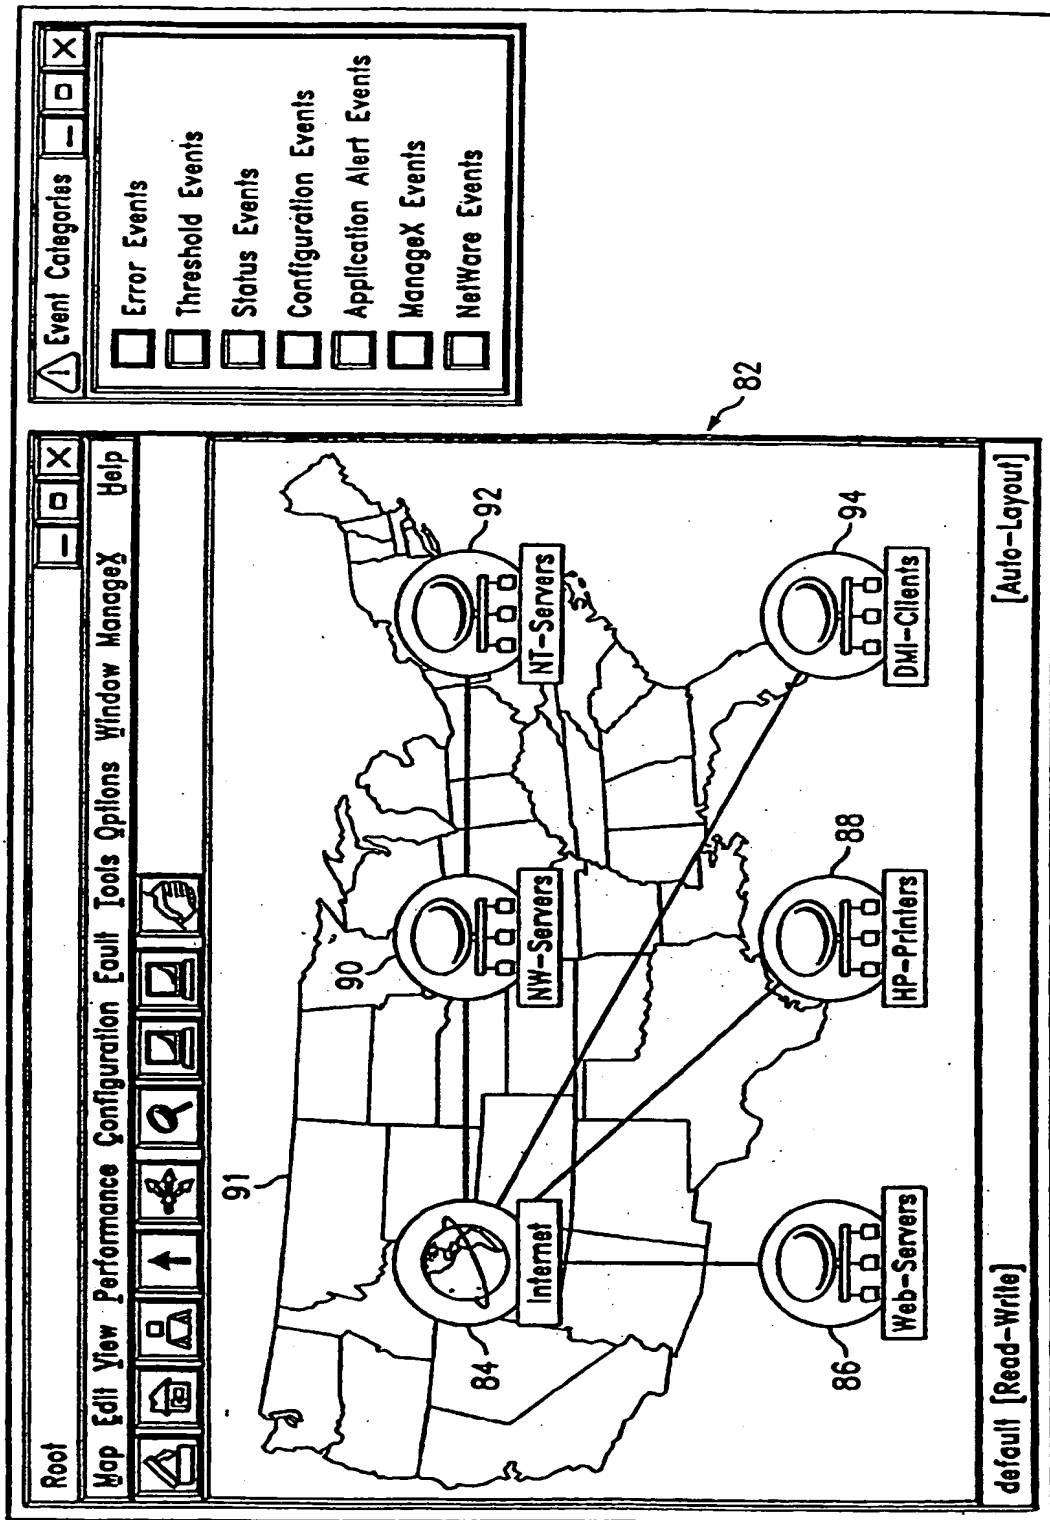 Root
Map Edit View Performance Configuration Fault Tools Options Window ManageX Help
91
84
Internet
90
NW-Servers
92
NT-Servers
86
Web-Servers
88
HP-Printers
94
DMI-Clients
default [Read-Write]
[Auto-Layout]
82
Event Categories
Error Events
Threshold Events
Status Events
Configuration Events
Application Alert Events
ManageX Events
NetWare Events